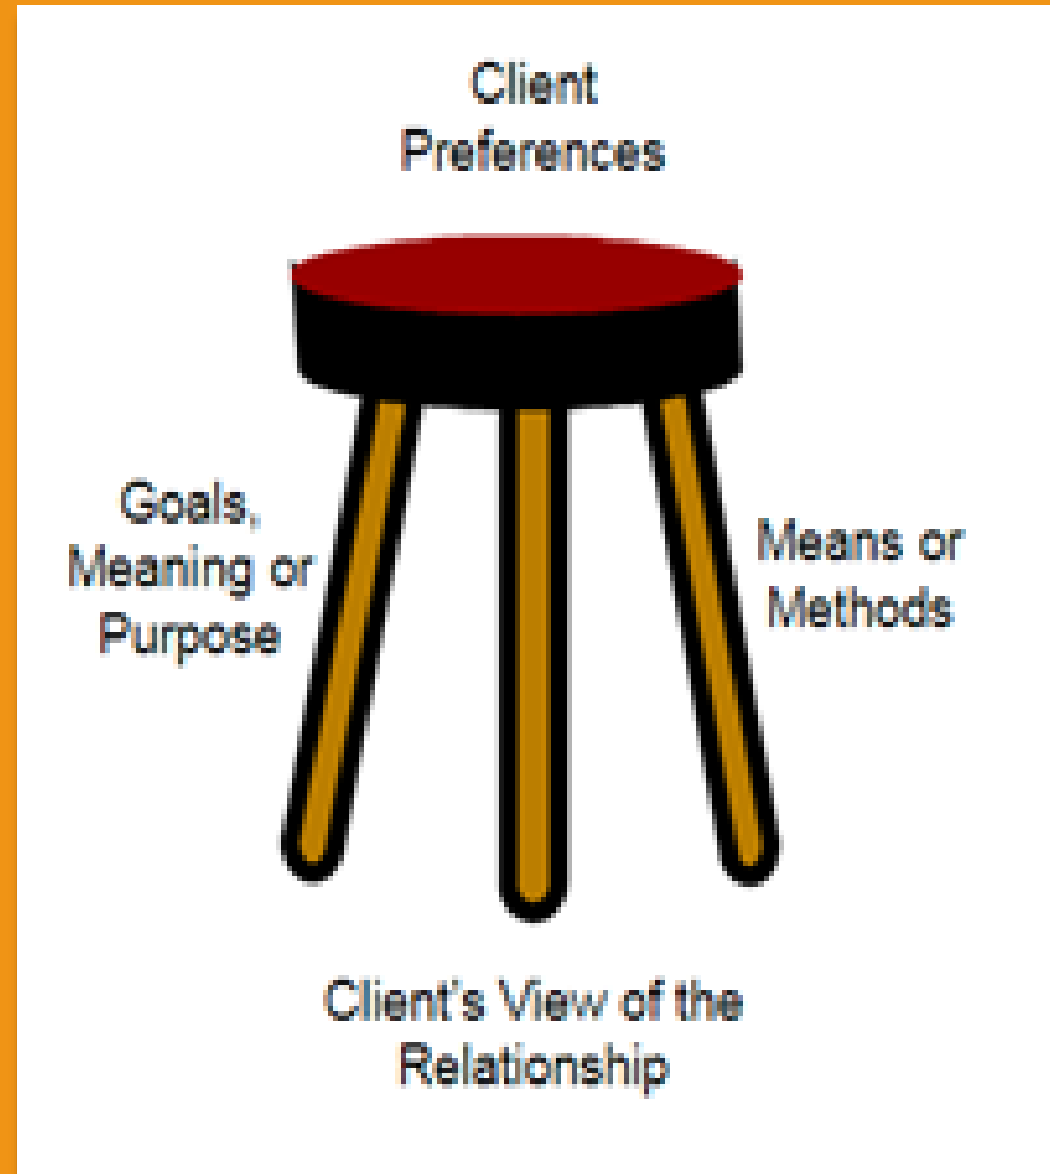 Client
Preferences
Goals,
Meaning or
Purpose
Means or
Methods
Client's View of the
Relationship